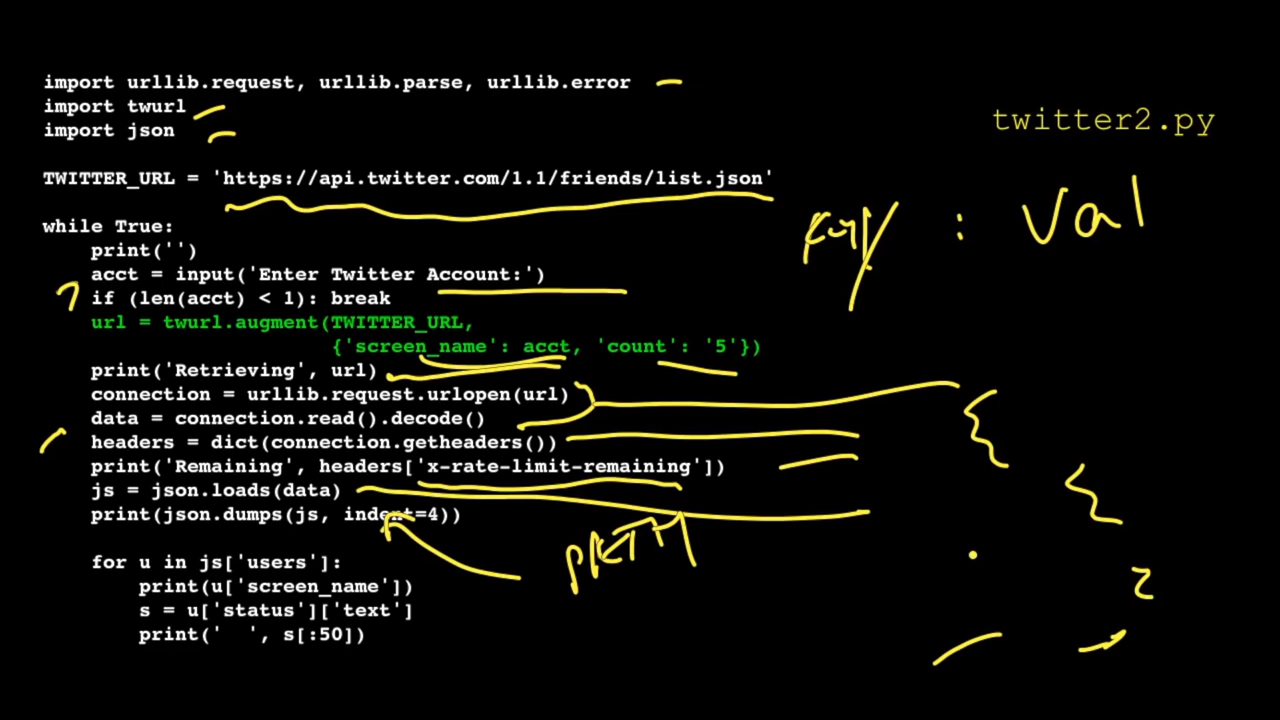 import urllib.request, urllib.parse, urllib.error
import twurl
import json
twitter2.py
TWITTER_URL = 'https://api.twitter.com/1.1/friends/list.json'
key : Val
while True:
    print('')
    acct = input('Enter Twitter Account:')
    if (len(acct) < 1): break
    url = twurl.augment(TWITTER_URL,
                        {'screen_name': acct, 'count': '5'})
    print('Retrieving', url)
    connection = urllib.request.urlopen(url)
    data = connection.read().decode()
    headers = dict(connection.getheaders())
    print('Remaining', headers['x-rate-limit-remaining'])
    js = json.loads(data)
    print(json.dumps(js, indent=4))
PRETTY
    for u in js['users']:
        print(u['screen_name'])
        s = u['status']['text']
        print('  ', s[:50])